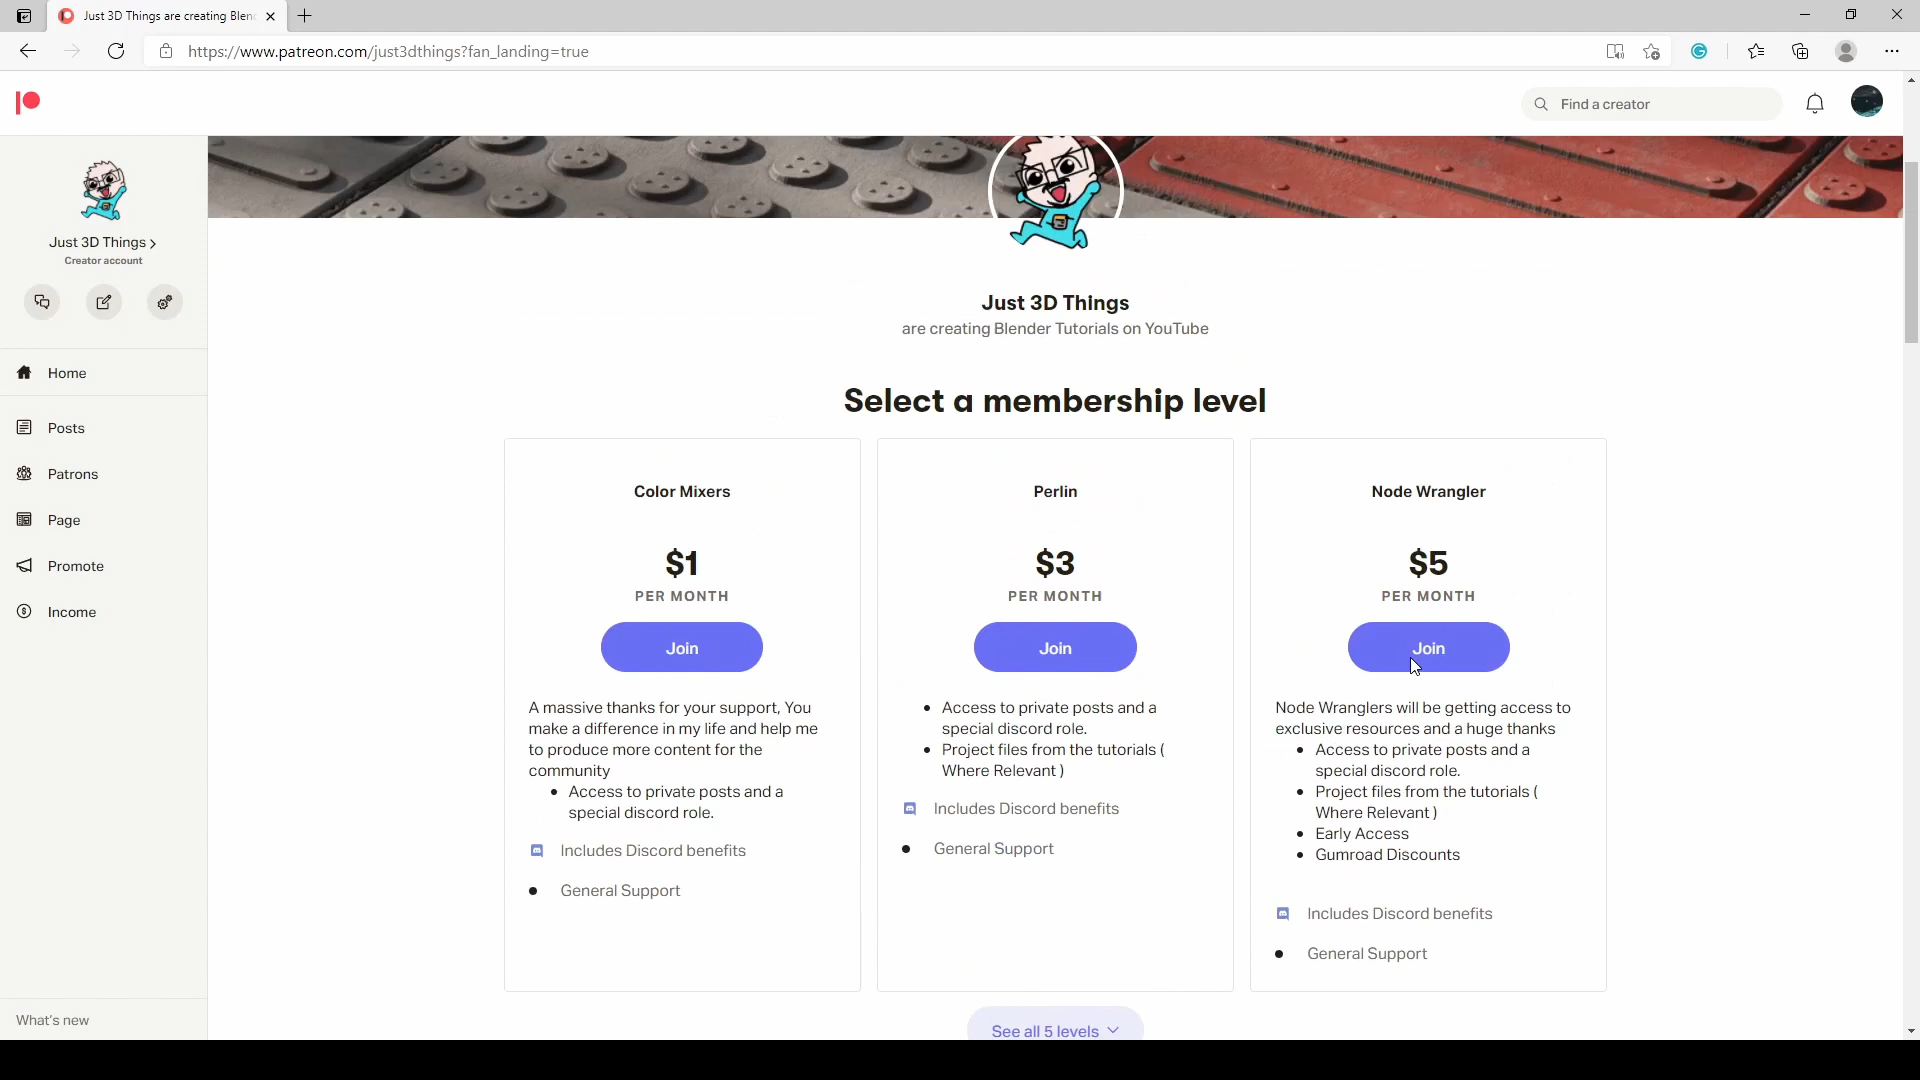 Just 3D Things are creating Blen
https://www.patreon.com/just3dthings?fan_landing=true
Find a creator
Just 3D Things
Creator account
Home
Posts
Patrons
Page
Promote
Income
What's new
Just 3D Things
are creating Blender Tutorials on YouTube
Select a membership level
Color Mixers
$1
PER MONTH
Join
A massive thanks for your support, You
make a difference in my life and help me
to produce more content for the
community
• Access to private posts and a
special discord role.
Includes Discord benefits
• General Support
Perlin
$3
PER MONTH
Join
• Access to private posts and a
special discord role.
• Project files from the tutorials (
Where Relevant )
Includes Discord benefits
• General Support
Node Wrangler
$5
PER MONTH
Join
Node Wranglers will be getting access to
exclusive resources and a huge thanks
• Access to private posts and a
special discord role.
• Project files from the tutorials (
Where Relevant )
• Early Access
• Gumroad Discounts
Includes Discord benefits
• General Support
See all 5 levels